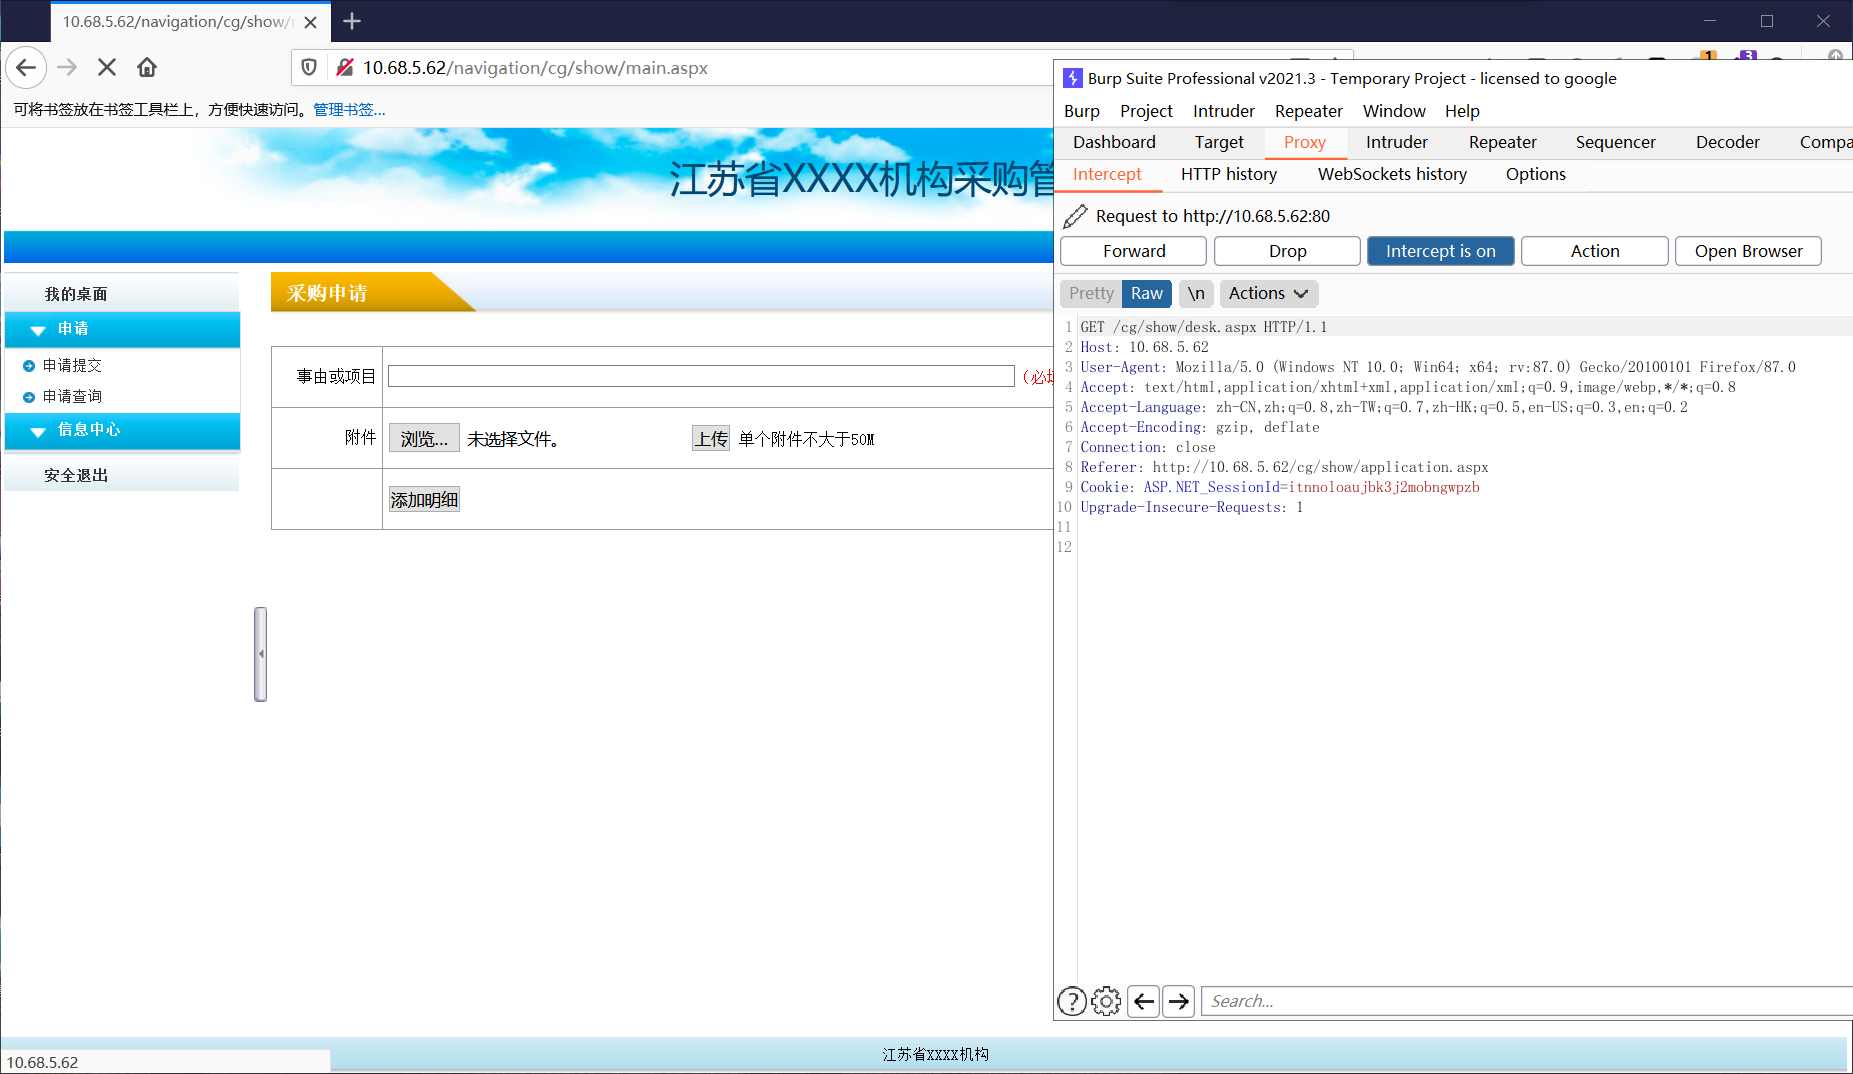 10.68.5.62/navigation/cg/show/
10.68.5.62/navigation/cg/show/main.aspx
可将书签放在书签工具栏上，方便快速访问。管理书签...
江苏省XXXX机构采购管
我的桌面
申请
申请提交
申请查询
信息中心
安全退出
采购申请
事由或项目
（必填
附件
浏览...
未选择文件。
上传
单个附件不大于50M
添加明细
江苏省XXXX机构
10.68.5.62
1
3
Burp Suite Professional v2021.3 - Temporary Project - licensed to google
Burp Project Intruder Repeater Window Help
Dashboard Target Proxy Intruder Repeater Sequencer Decoder Compa
Intercept HTTP history WebSockets history Options
Request to http://10.68.5.62:80
Forward Drop Intercept is on Action Open Browser
Pretty Raw \n Actions
1 GET /cg/show/desk.aspx HTTP/1.1
2 Host: 10.68.5.62
3 User-Agent: Mozilla/5.0 (Windows NT 10.0; Win64; x64; rv:87.0) Gecko/20100101 Firefox/87.0
4 Accept: text/html,application/xhtml+xml,application/xml;q=0.9,image/webp,*/*;q=0.8
5 Accept-Language: zh-CN,zh;q=0.8,zh-TW;q=0.7,zh-HK;q=0.5,en-US;q=0.3,en;q=0.2
6 Accept-Encoding: gzip, deflate
7 Connection: close
8 Referer: http://10.68.5.62/cg/show/application.aspx
9 Cookie: ASP.NET_SessionId=itnnoloaujbk3j2mobngwpzb
10 Upgrade-Insecure-Requests: 1
11
12
Search...